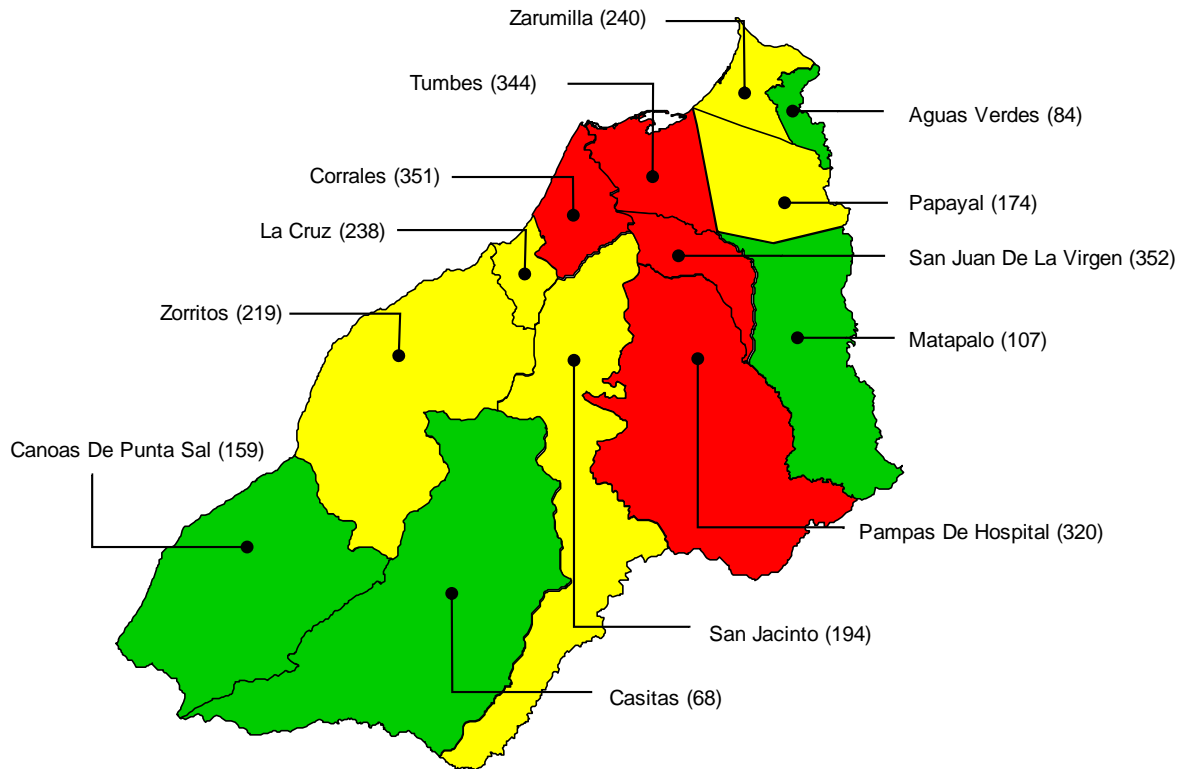 Zarumilla (240)
Tumbes (344)
Aguas Verdes (84)
Corrales (351)
Papayal (174)
La Cruz (238)
San Juan De La Virgen (352)
Zorritos (219)
Matapalo (107)
Canoas De Punta Sal (159)
Pampas De Hospital (320)
San Jacinto (194)
Casitas (68)